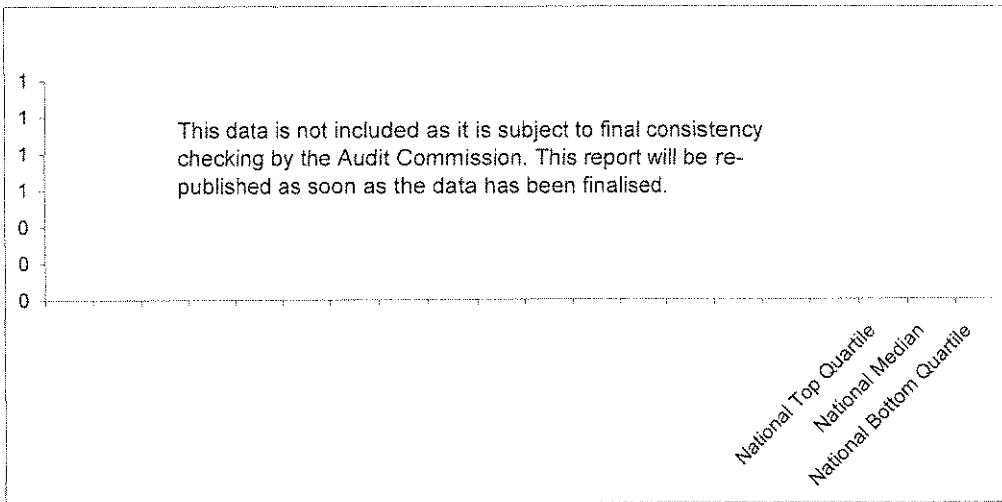 1
1
1
1
0
0
0
This data is not included as it is subject to final consistency
checking by the Audit Commission. This report will be re-
published as soon as the data has been finalised.
National Top Quartile
National Median
National Bottom Quartile